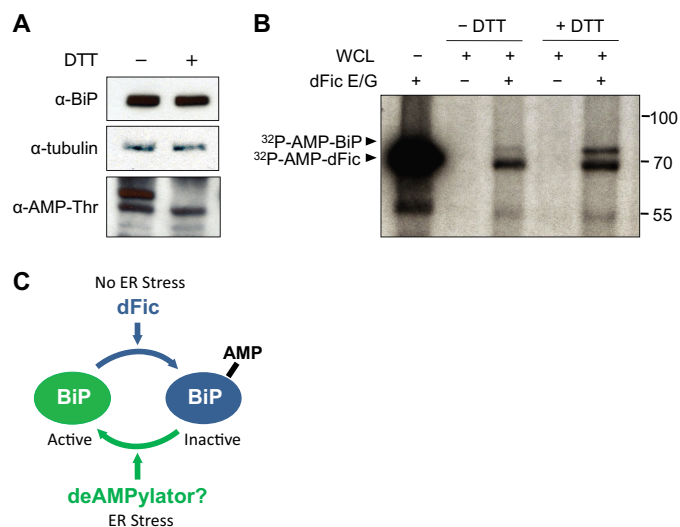 A
DTT − +
α-BiP
α-tubulin
α-AMP-Thr
B
− DTT + DTT
WCL − + + + +
dFic E/G + − + − +
³²P-AMP-BiP
³²P-AMP-dFic
100
70
55
C
No ER Stress
dFic
AMP
BiP BiP
Active Inactive
deAMPylator?
ER Stress